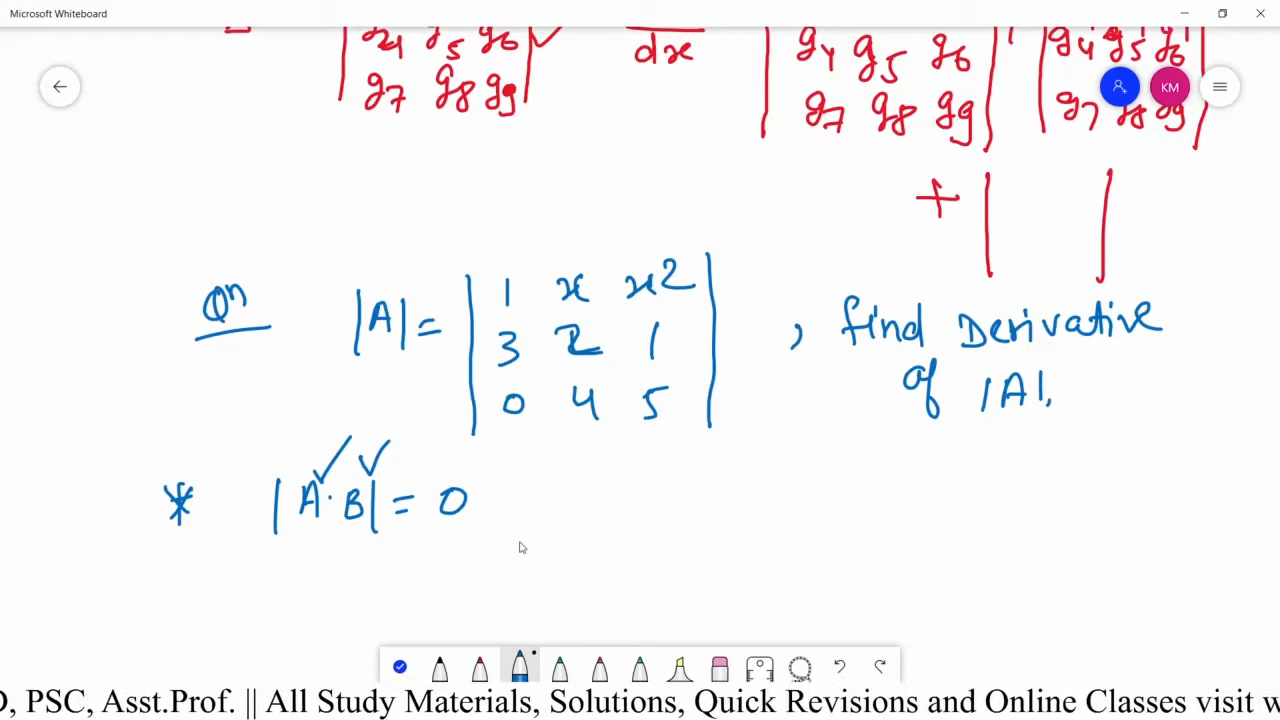 Microsoft Whiteboard
g4 g5 g6
g7 g8 g9
dx
g4 g5 g6
g7 g8 g9
g4' g5' g6'
g7 g8 g9
KM
+ | |
Qn |A| = | 1 x x2 | , find Derivative
| 3 2 1 | of |A|.
| 0 4 5 |
* |A·B| = 0
D, PSC, Asst.Prof. || All Study Materials, Solutions, Quick Revisions and Online Classes visit w